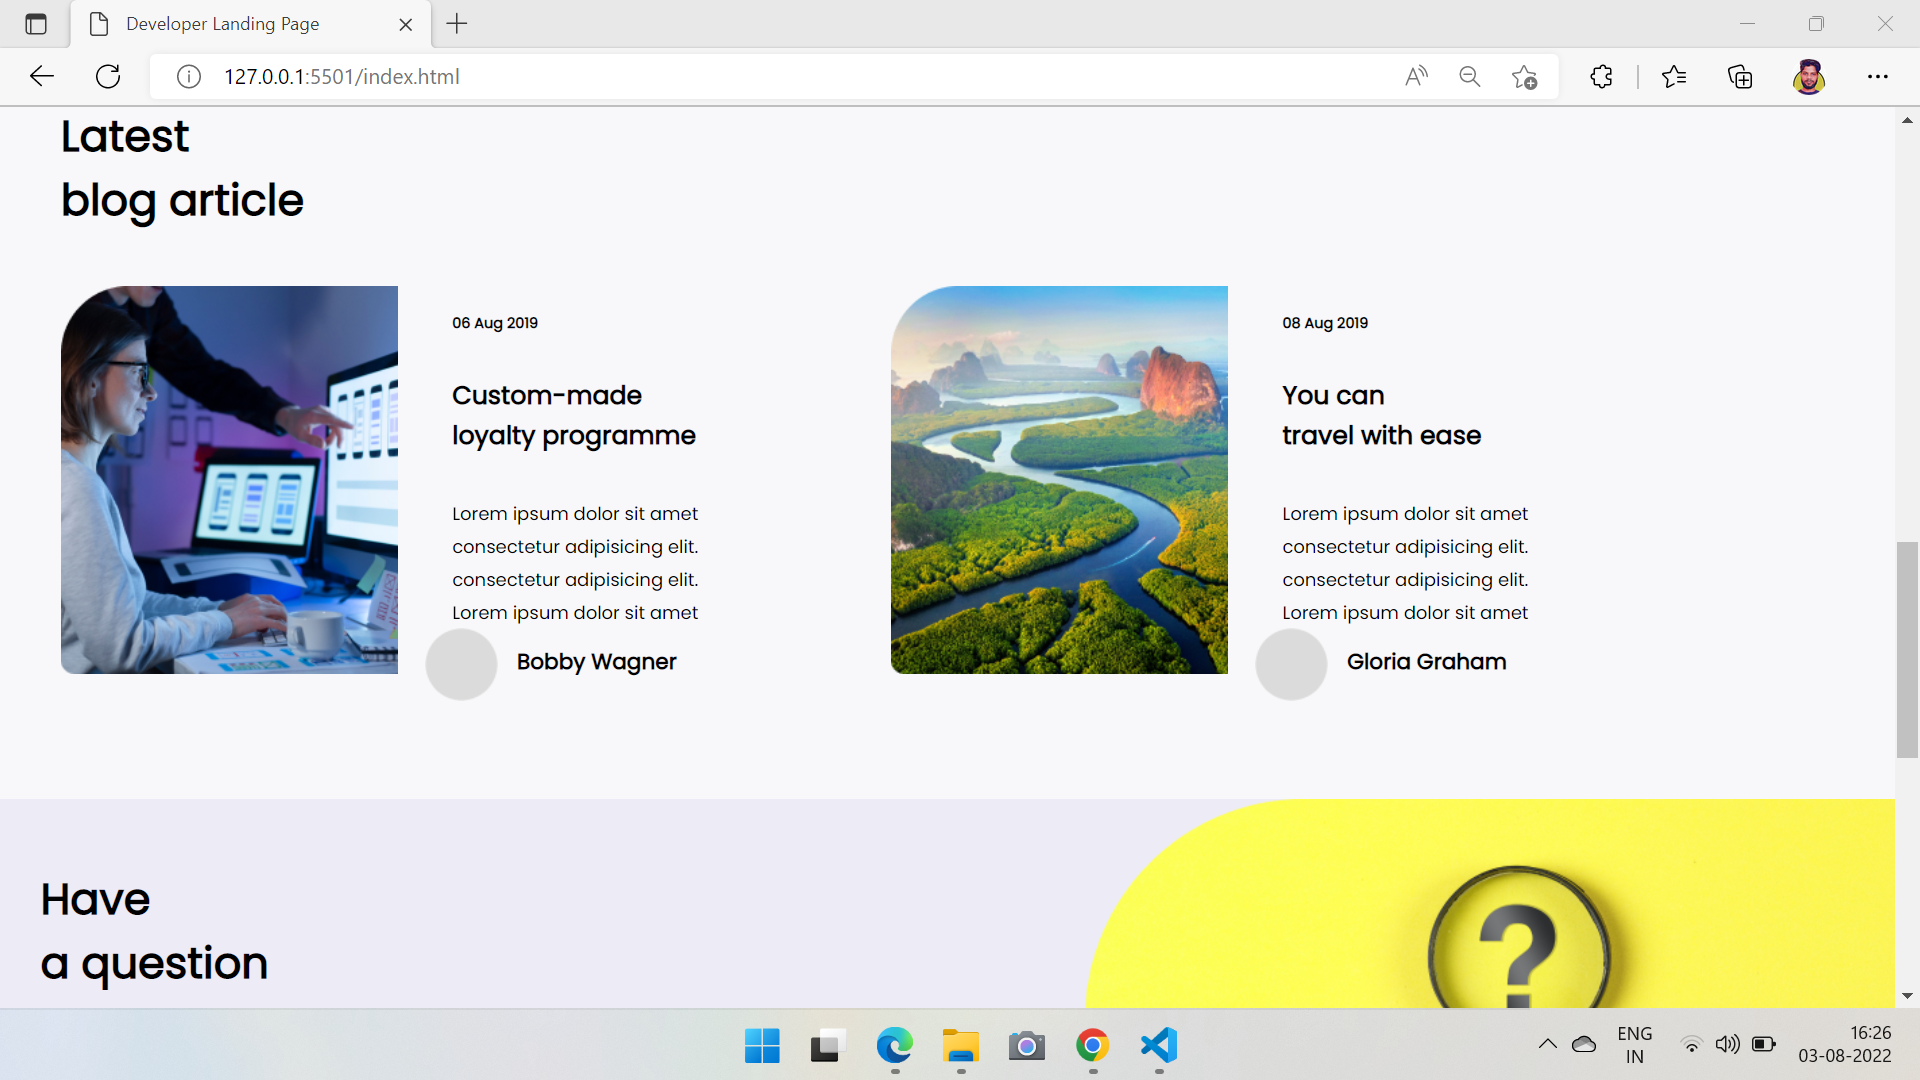 Developer Landing Page
127.0.0.1:5501/index.html
Latest
blog article
06 Aug 2019
Custom-made
loyalty programme
Lorem ipsum dolor sit amet
consectetur adipisicing elit.
consectetur adipisicing elit.
Lorem ipsum dolor sit amet
Bobby Wagner
08 Aug 2019
You can
travel with ease
Lorem ipsum dolor sit amet
consectetur adipisicing elit.
consectetur adipisicing elit.
Lorem ipsum dolor sit amet
Gloria Graham
Have
a question
?
ENG
IN
16:26
03-08-2022